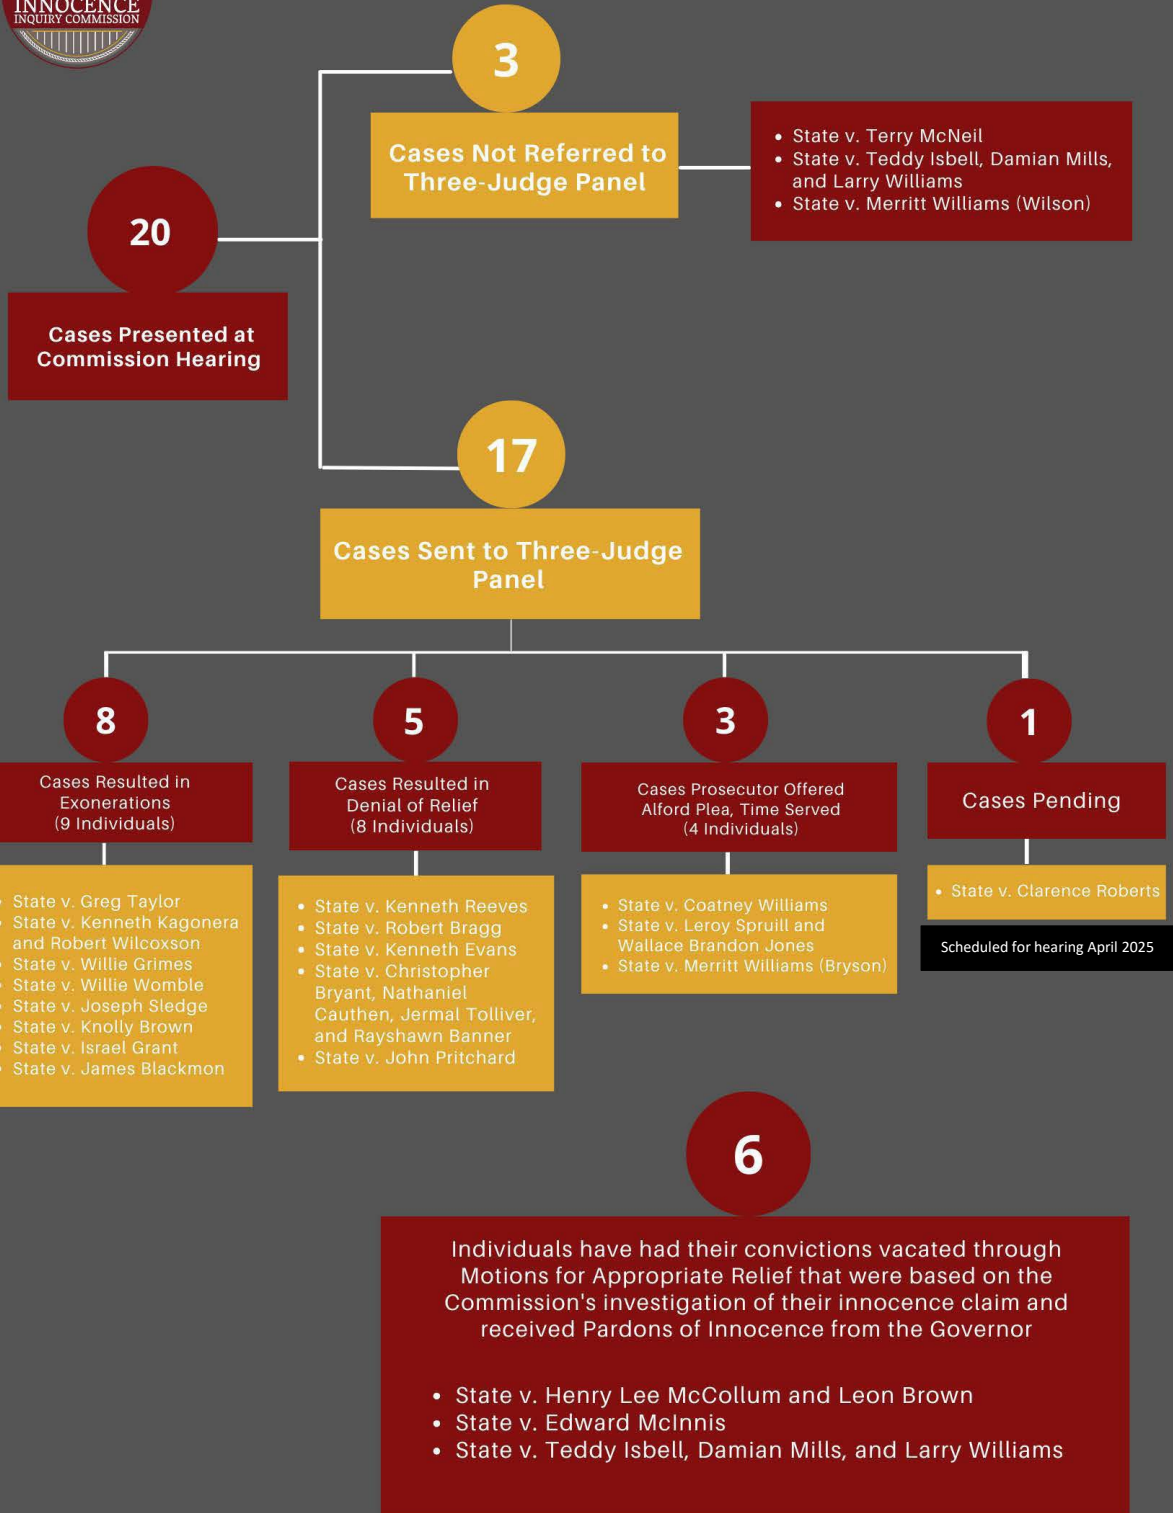 INNOCENCE
INQUIRY COMMISSION
3
Cases Not Referred to
Three-Judge Panel
• State v. Terry McNeil
• State v. Teddy Isbell, Damian Mills,
and Larry Williams
• State v. Merritt Williams (Wilson)
20
Cases Presented at
Commission Hearing
17
Cases Sent to Three-Judge
Panel
8
Cases Resulted in
Exonerations
(9 Individuals)
• State v. Greg Taylor
• State v. Kenneth Kagonera
and Robert Wilcoxson
• State v. Willie Grimes
• State v. Willie Womble
• State v. Joseph Sledge
• State v. Knolly Brown
• State v. Israel Grant
• State v. James Blackmon
5
Cases Resulted in
Denial of Relief
(8 Individuals)
• State v. Kenneth Reeves
• State v. Robert Bragg
• State v. Kenneth Evans
• State v. Christopher
Bryant, Nathaniel
Cauthen, Jermal Tolliver,
and Rayshawn Banner
• State v. John Pritchard
3
Cases Prosecutor Offered
Alford Plea, Time Served
(4 Individuals)
• State v. Coatney Williams
• State v. Leroy Spruill and
Wallace Brandon Jones
• State v. Merritt Williams (Bryson)
1
Cases Pending
• State v. Clarence Roberts
Scheduled for hearing April 2025
6
Individuals have had their convictions vacated through
Motions for Appropriate Relief that were based on the
Commission's investigation of their innocence claim and
received Pardons of Innocence from the Governor
• State v. Henry Lee McCollum and Leon Brown
• State v. Edward McInnis
• State v. Teddy Isbell, Damian Mills, and Larry Williams